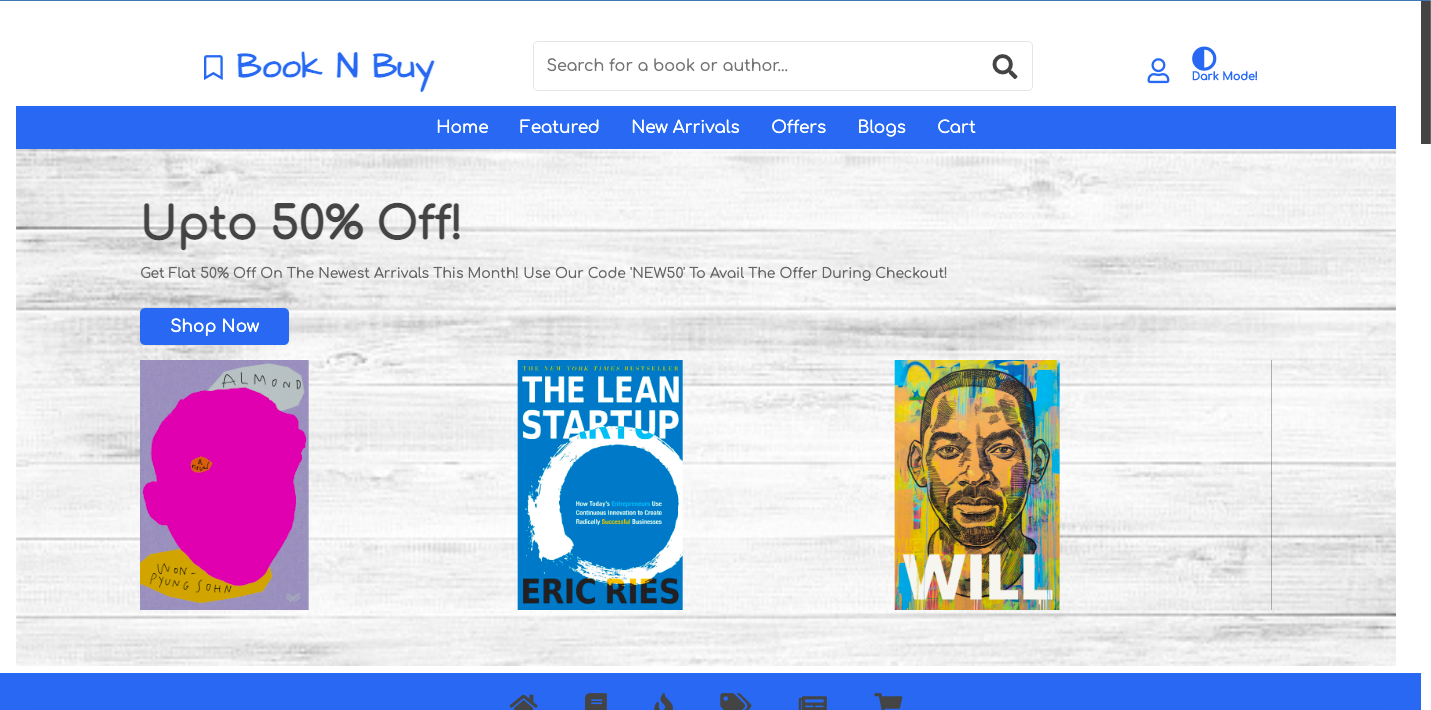 Book N Buy
Search for a book or author...
Dark Mode!
Home Featured New Arrivals Offers Blogs Cart
Upto 50% Off!
Get Flat 50% Off On The Newest Arrivals This Month! Use Our Code 'NEW50' To Avail The Offer During Checkout!
Shop Now
ALMOND
A novel
WON-
PYUNG SOHN
THE NEW YORK TIMES BESTSELLER
THE LEAN
STARTUP
How Today's Entrepreneurs Use
Continuous Innovation to Create
Radically Successful Businesses
ERIC RIES
WILL